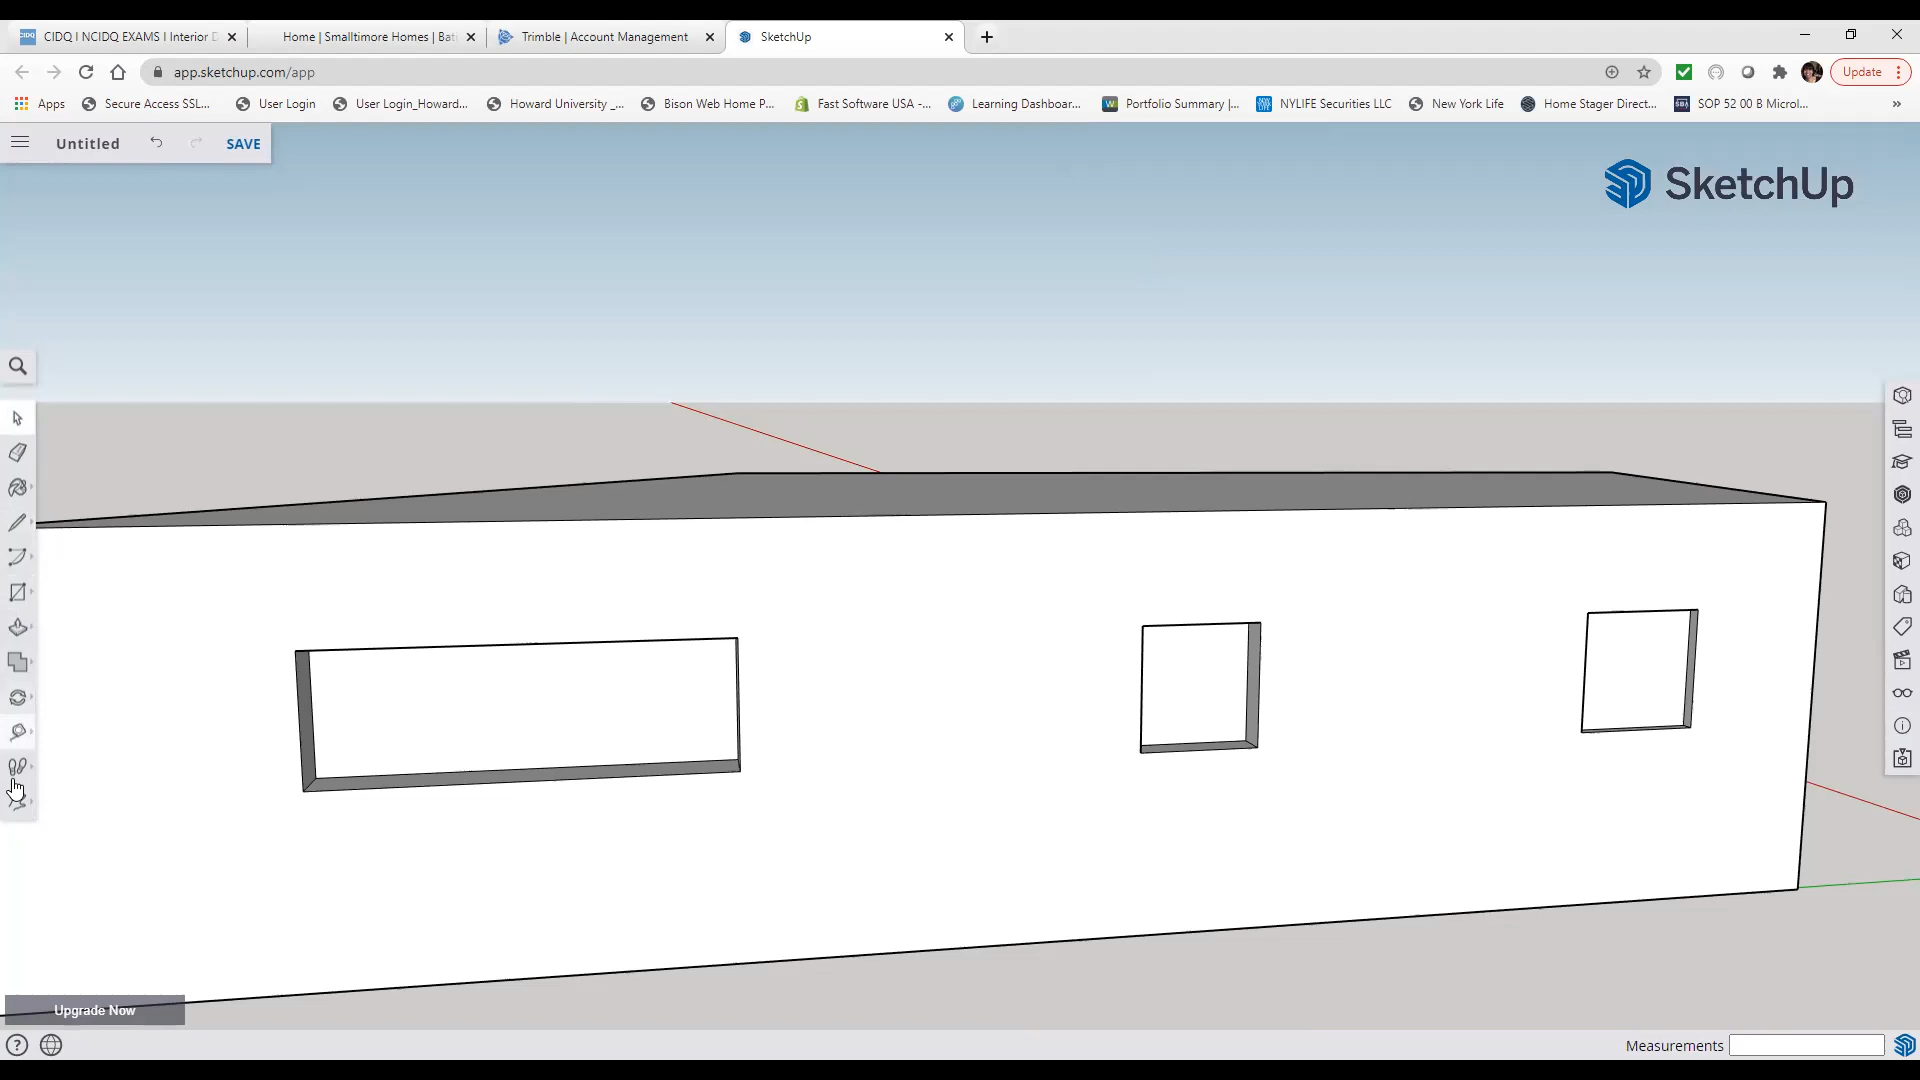 CIDQ I NCIDQ EXAMS I Interior D
Home | Smalltimore Homes | Balt
Trimble | Account Management
SketchUp
app.sketchup.com/app
Update
Apps
Secure Access SSL...
User Login
User Login_Howard...
Howard University _...
Bison Web Home P...
Fast Software USA -...
Learning Dashboar...
Portfolio Summary |...
NYLIFE Securities LLC
New York Life
Home Stager Direct...
SOP 52 00 B Microl...
Untitled
SAVE
SketchUp
Upgrade Now
Measurements